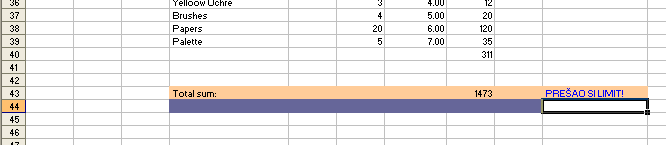 36 Yelloow Ochre 3 4.00 12
37 Brushes 4 5.00 20
38 Papers 20 6.00 120
39 Palette 5 7.00 35
40 311
41
42
43 Total sum: 1473 PREŠAO SI LIMIT!
44
45
46
47